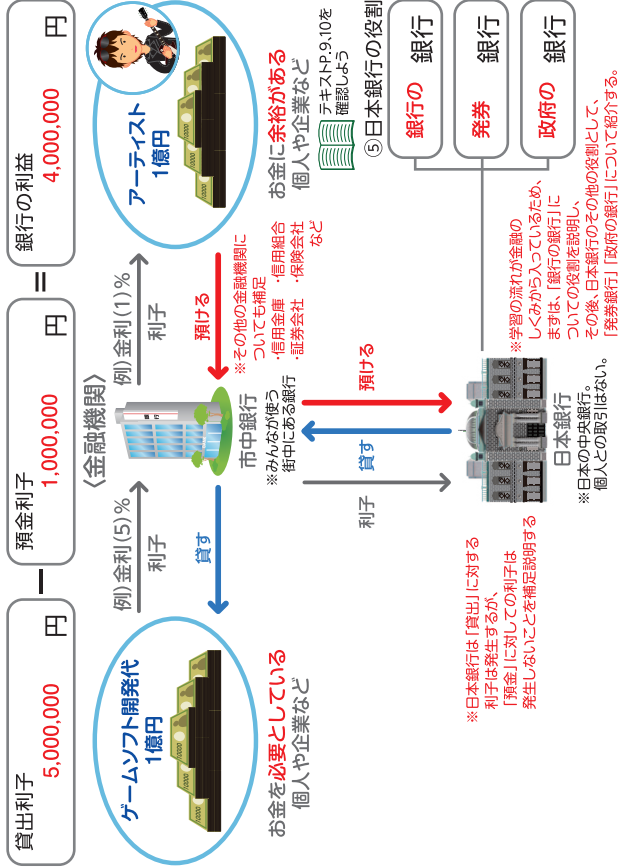 貸出利子
5,000,000 円
ー
預金利子
1,000,000 円
＝
銀行の利益
4,000,000 円
〈金融機関〉
ゲームソフト開発代
1億円
お金を必要としている
個人や企業など
例）金利（5）％
利子
貸す
銀行
市中銀行
※みんなが使う
街中にある銀行
例）金利（1）％
利子
預ける
※その他の金融機関に
ついても補足
・信用金庫 ・信用組合
・証券会社 ・保険会社
など
アーティスト
1億円
お金に余裕がある
個人や企業など
テキストP.9,10を
確認しよう
利子
貸す
預ける
日本銀行
※日本の中央銀行。
個人との取引はない。
※日本銀行は「貸出」に対する
利子は発生するが、
「預金」に対しての利子は
発生しないことを補足説明する
⑤日本銀行の役割
銀行の 銀行
発券 銀行
政府の 銀行
※学習の流れが金融の
しくみから入っているため、
まずは、「銀行の銀行」に
ついての役割を説明し、
その後、日本銀行のその他の役割として、
「発券銀行」「政府の銀行」について紹介する。
10000
10000
10000
10000
10000
10000